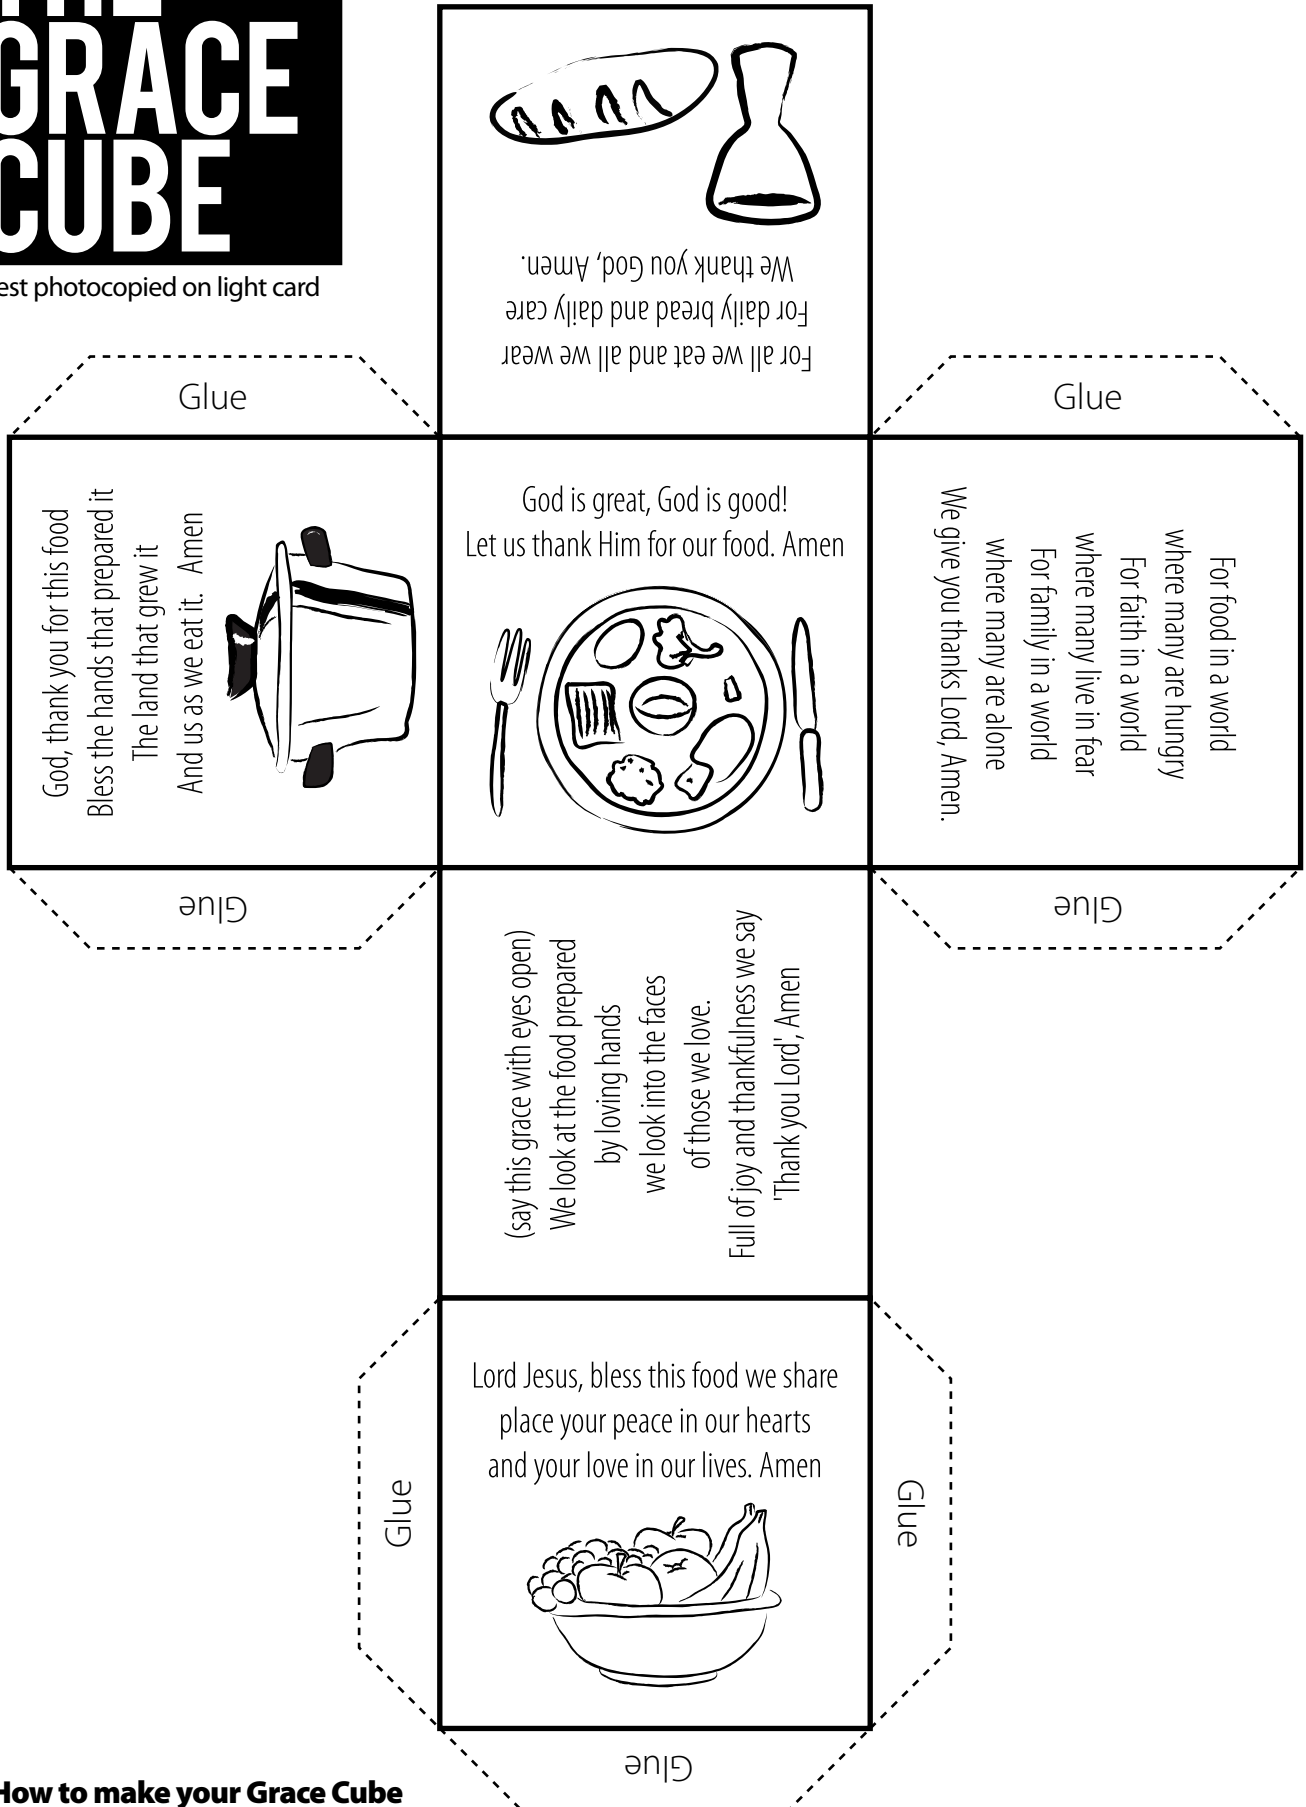 GRACE
CUBE
est photocopied on light card
For all we eat and all we wear
For daily bread and daily care
We thank you God, Amen.
Glue
Glue
God, thank you for this food
Bless the hands that prepared it
The land that grew it
And us as we eat it. Amen
God is great, God is good!
Let us thank Him for our food. Amen
For food in a world
where many are hungry
For faith in a world
where many live in fear
For family in a world
where many are alone
We give you thanks Lord, Amen.
Glue
Glue
(say this grace with eyes open)
We look at the food prepared
by loving hands
we look into the faces
of those we love.
Full of joy and thankfulness we say
'Thank you Lord', Amen
Lord Jesus, bless this food we share
place your peace in our hearts
and your love in our lives. Amen
Glue
Glue
Glue
How to make your Grace Cube